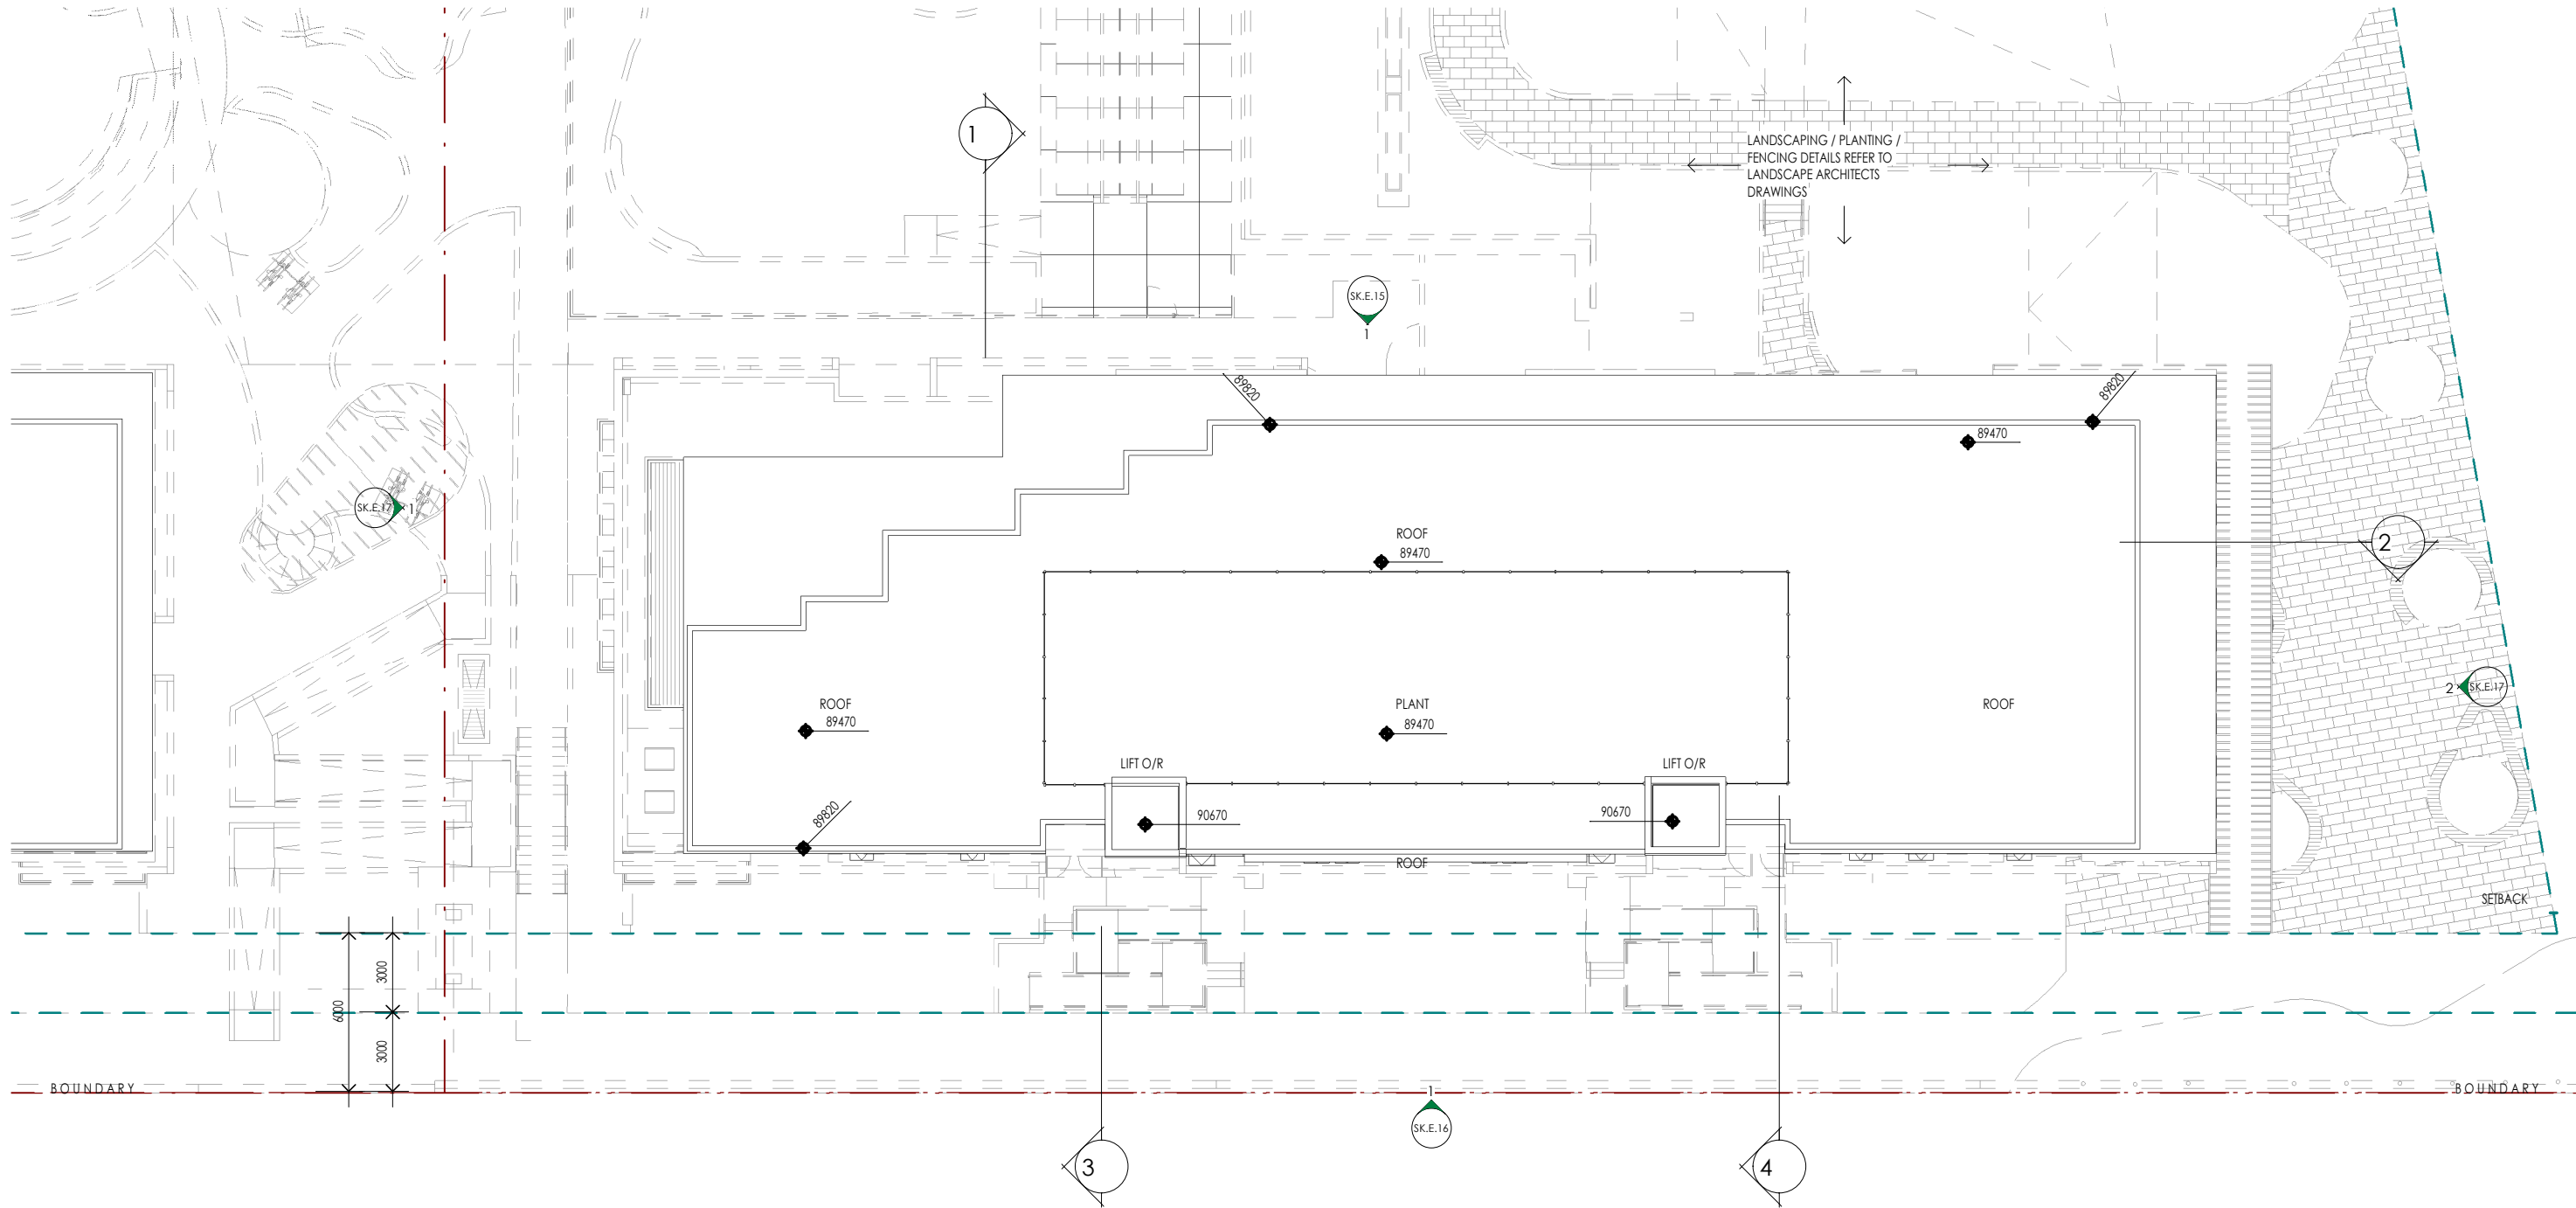 1
LANDSCAPING / PLANTING /
FENCING DETAILS REFER TO
LANDSCAPE ARCHITECTS
DRAWINGS
SK.E.15
1
89820
89820
89470
SK.E.17
1
ROOF
89470
2
ROOF
89470
PLANT
89470
ROOF
2
SK.E.17
LIFT O/R
LIFT O/R
89820
90670
90670
ROOF
SETBACK
3000
6000
3000
BOUNDARY
BOUNDARY
1
SK.E.16
3
4